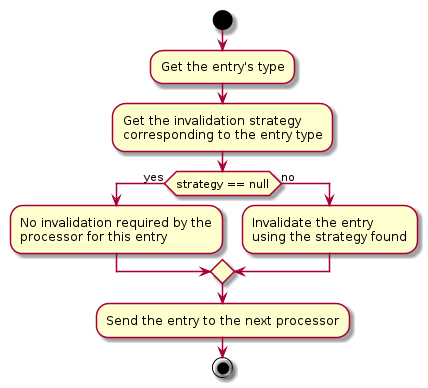 Get the entry's type
Get the invalidation strategy
corresponding to the entry type
yes
strategy == null
no
No invalidation required by the
processor for this entry
Invalidate the entry
using the strategy found
Send the entry to the next processor